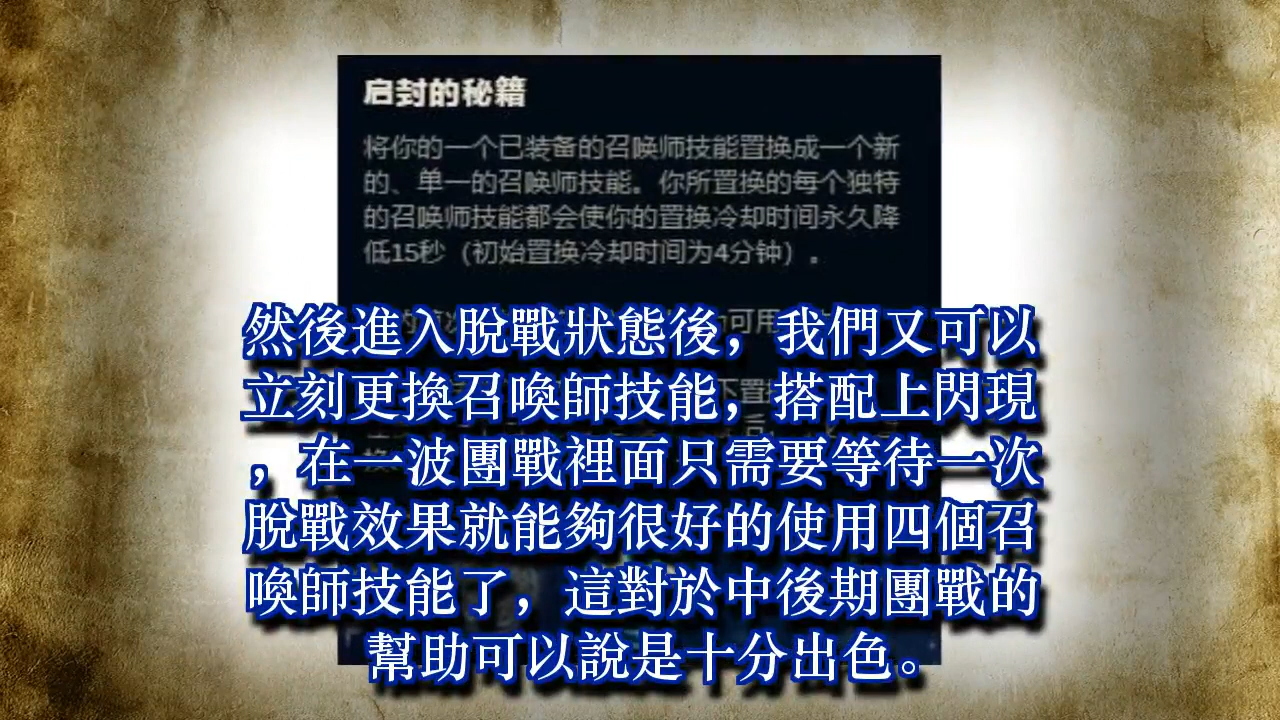 启封的秘籍
将你的一个已装备的召唤师技能置换成一个新
的、单一的召唤师技能。你所置换的每个独特
的召唤师技能都会使你的置换冷却时间永久降
低15秒（初始置换冷却时间为4分钟）。
然後進入脫戰狀態後，我們又可以
立刻更換召喚師技能，搭配上閃現
，在一波團戰裡面只需要等待一次
脫戰效果就能夠很好的使用四個召
喚師技能了，這對於中後期團戰的
幫助可以說是十分出色。